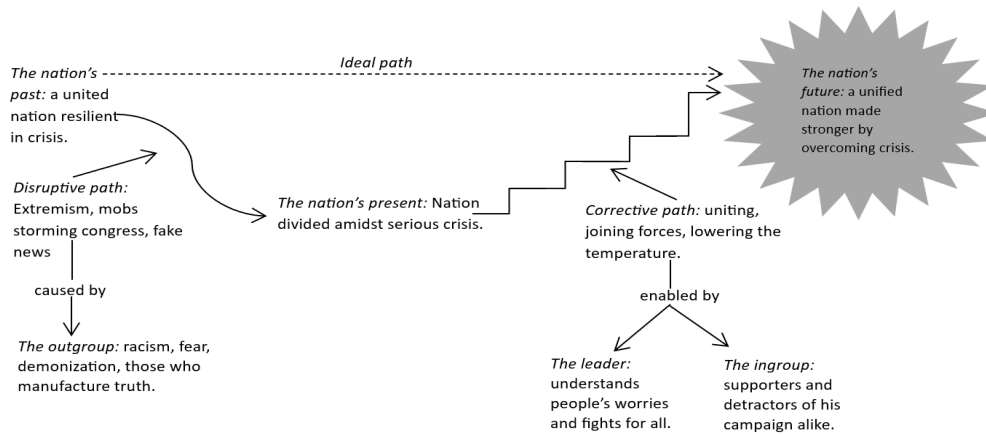 Ideal path
The nation's
past: a
united
nation resilient
in crisis.
The nation's
future: a unified
nation made
stronger by
overcoming crisis.
Disruptive path:
Extremism, mobs
storming congress, fake
news
The nation's present: Nation
divided amidst serious crisis.
Corrective path: uniting,
joining forces, lowering the
temperature.
caused by
enabled by
The outgroup: racism, fear,
demonization, those who
manufacture truth.
The leader:
understands
people's worries
and fights for all.
The ingroup:
supporters and
detractors of his
campaign alike.